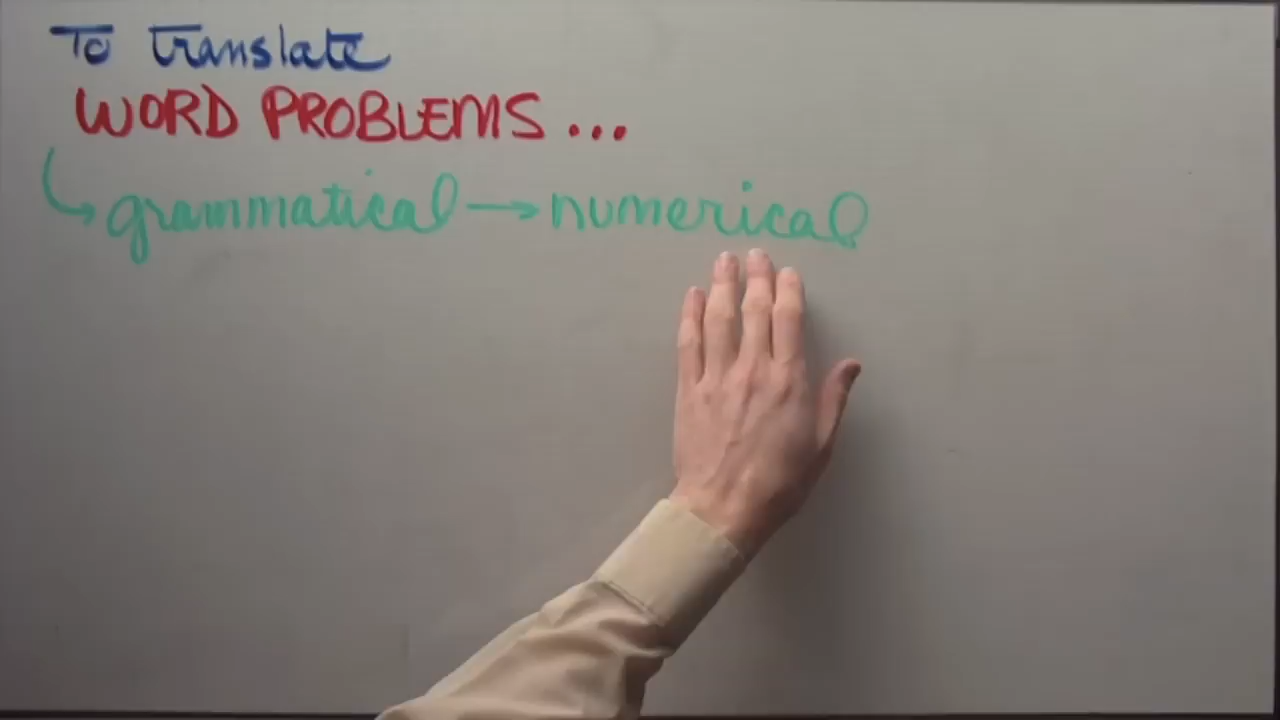 To translate
WORD PROBLEMS...
↳ grammatical → numerical